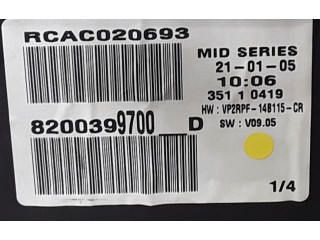 RCAC020693
MID SERIES
21-01-05
10:06
351 1 0419
HW : VP2RPF-14B115-CR
SW : V09.05
8200399700__D
1/4